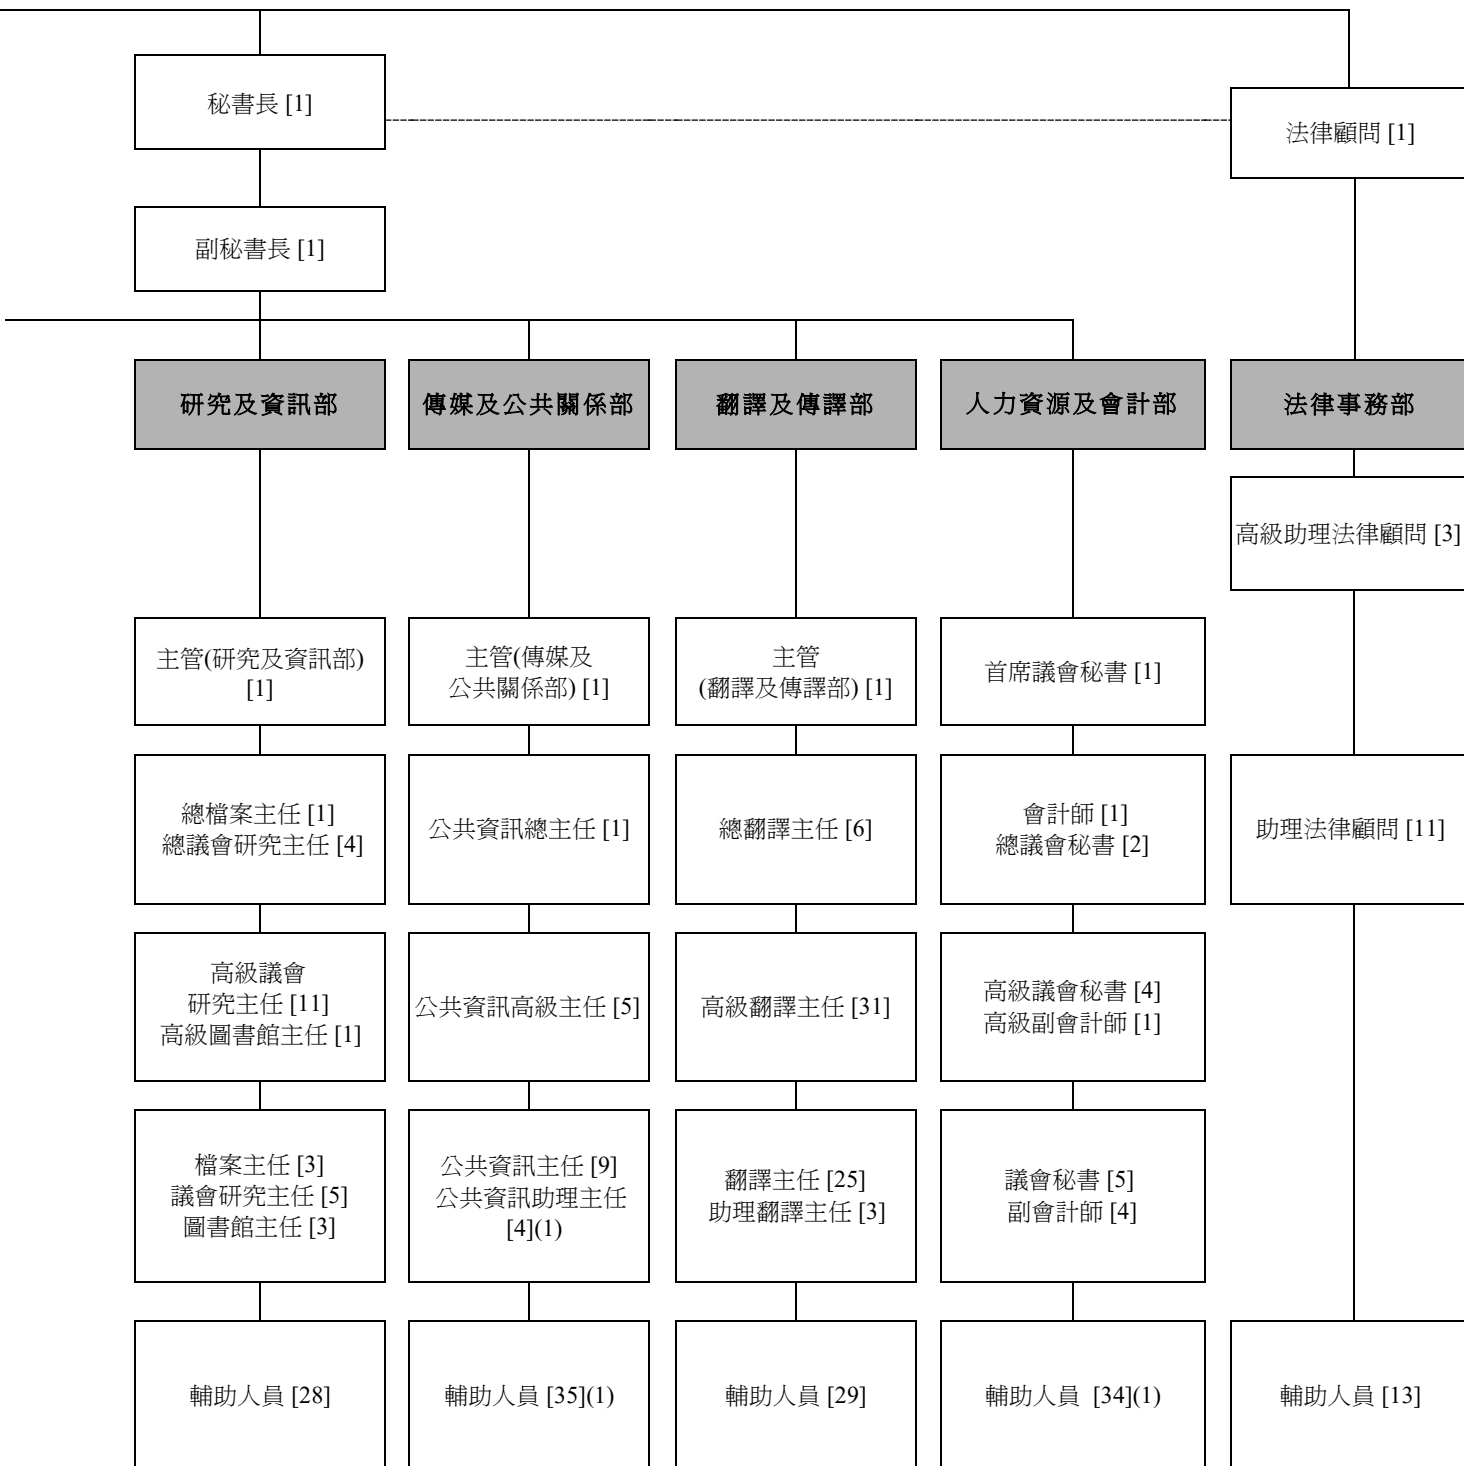 秘書長 [1]
法律顧問 [1]
副秘書長 [1]
研究及資訊部
傳媒及公共關係部
翻譯及傳譯部
人力資源及會計部
法律事務部
高級助理法律顧問 [3]
主管(研究及資訊部)
[1]
主管(傳媒及
公共關係部) [1]
主管
(翻譯及傳譯部) [1]
首席議會秘書 [1]
總檔案主任 [1]
總議會研究主任 [4]
公共資訊總主任 [1]
總翻譯主任 [6]
會計師 [1]
總議會秘書 [2]
助理法律顧問 [11]
高級議會
研究主任 [11]
高級圖書館主任 [1]
公共資訊高級主任 [5]
高級翻譯主任 [31]
高級議會秘書 [4]
高級副會計師 [1]
檔案主任 [3]
議會研究主任 [5]
圖書館主任 [3]
公共資訊主任 [9]
公共資訊助理主任
[4](1)
翻譯主任 [25]
助理翻譯主任 [3]
議會秘書 [5]
副會計師 [4]
輔助人員 [28]
輔助人員 [35](1)
輔助人員 [29]
輔助人員 [34](1)
輔助人員 [13]